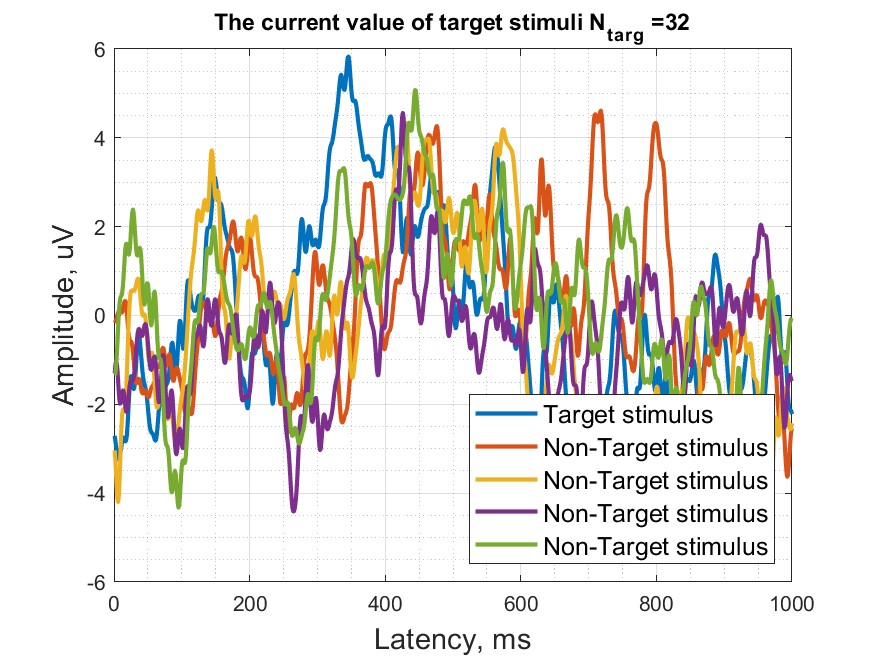 The current value of target stimuli N_targ =32
6
4
2
0
-2
-4
-6
Amplitude, uV
Target stimulus
Non-Target stimulus
Non-Target stimulus
Non-Target stimulus
Non-Target stimulus
0 200 400 600 800 1000
Latency, ms